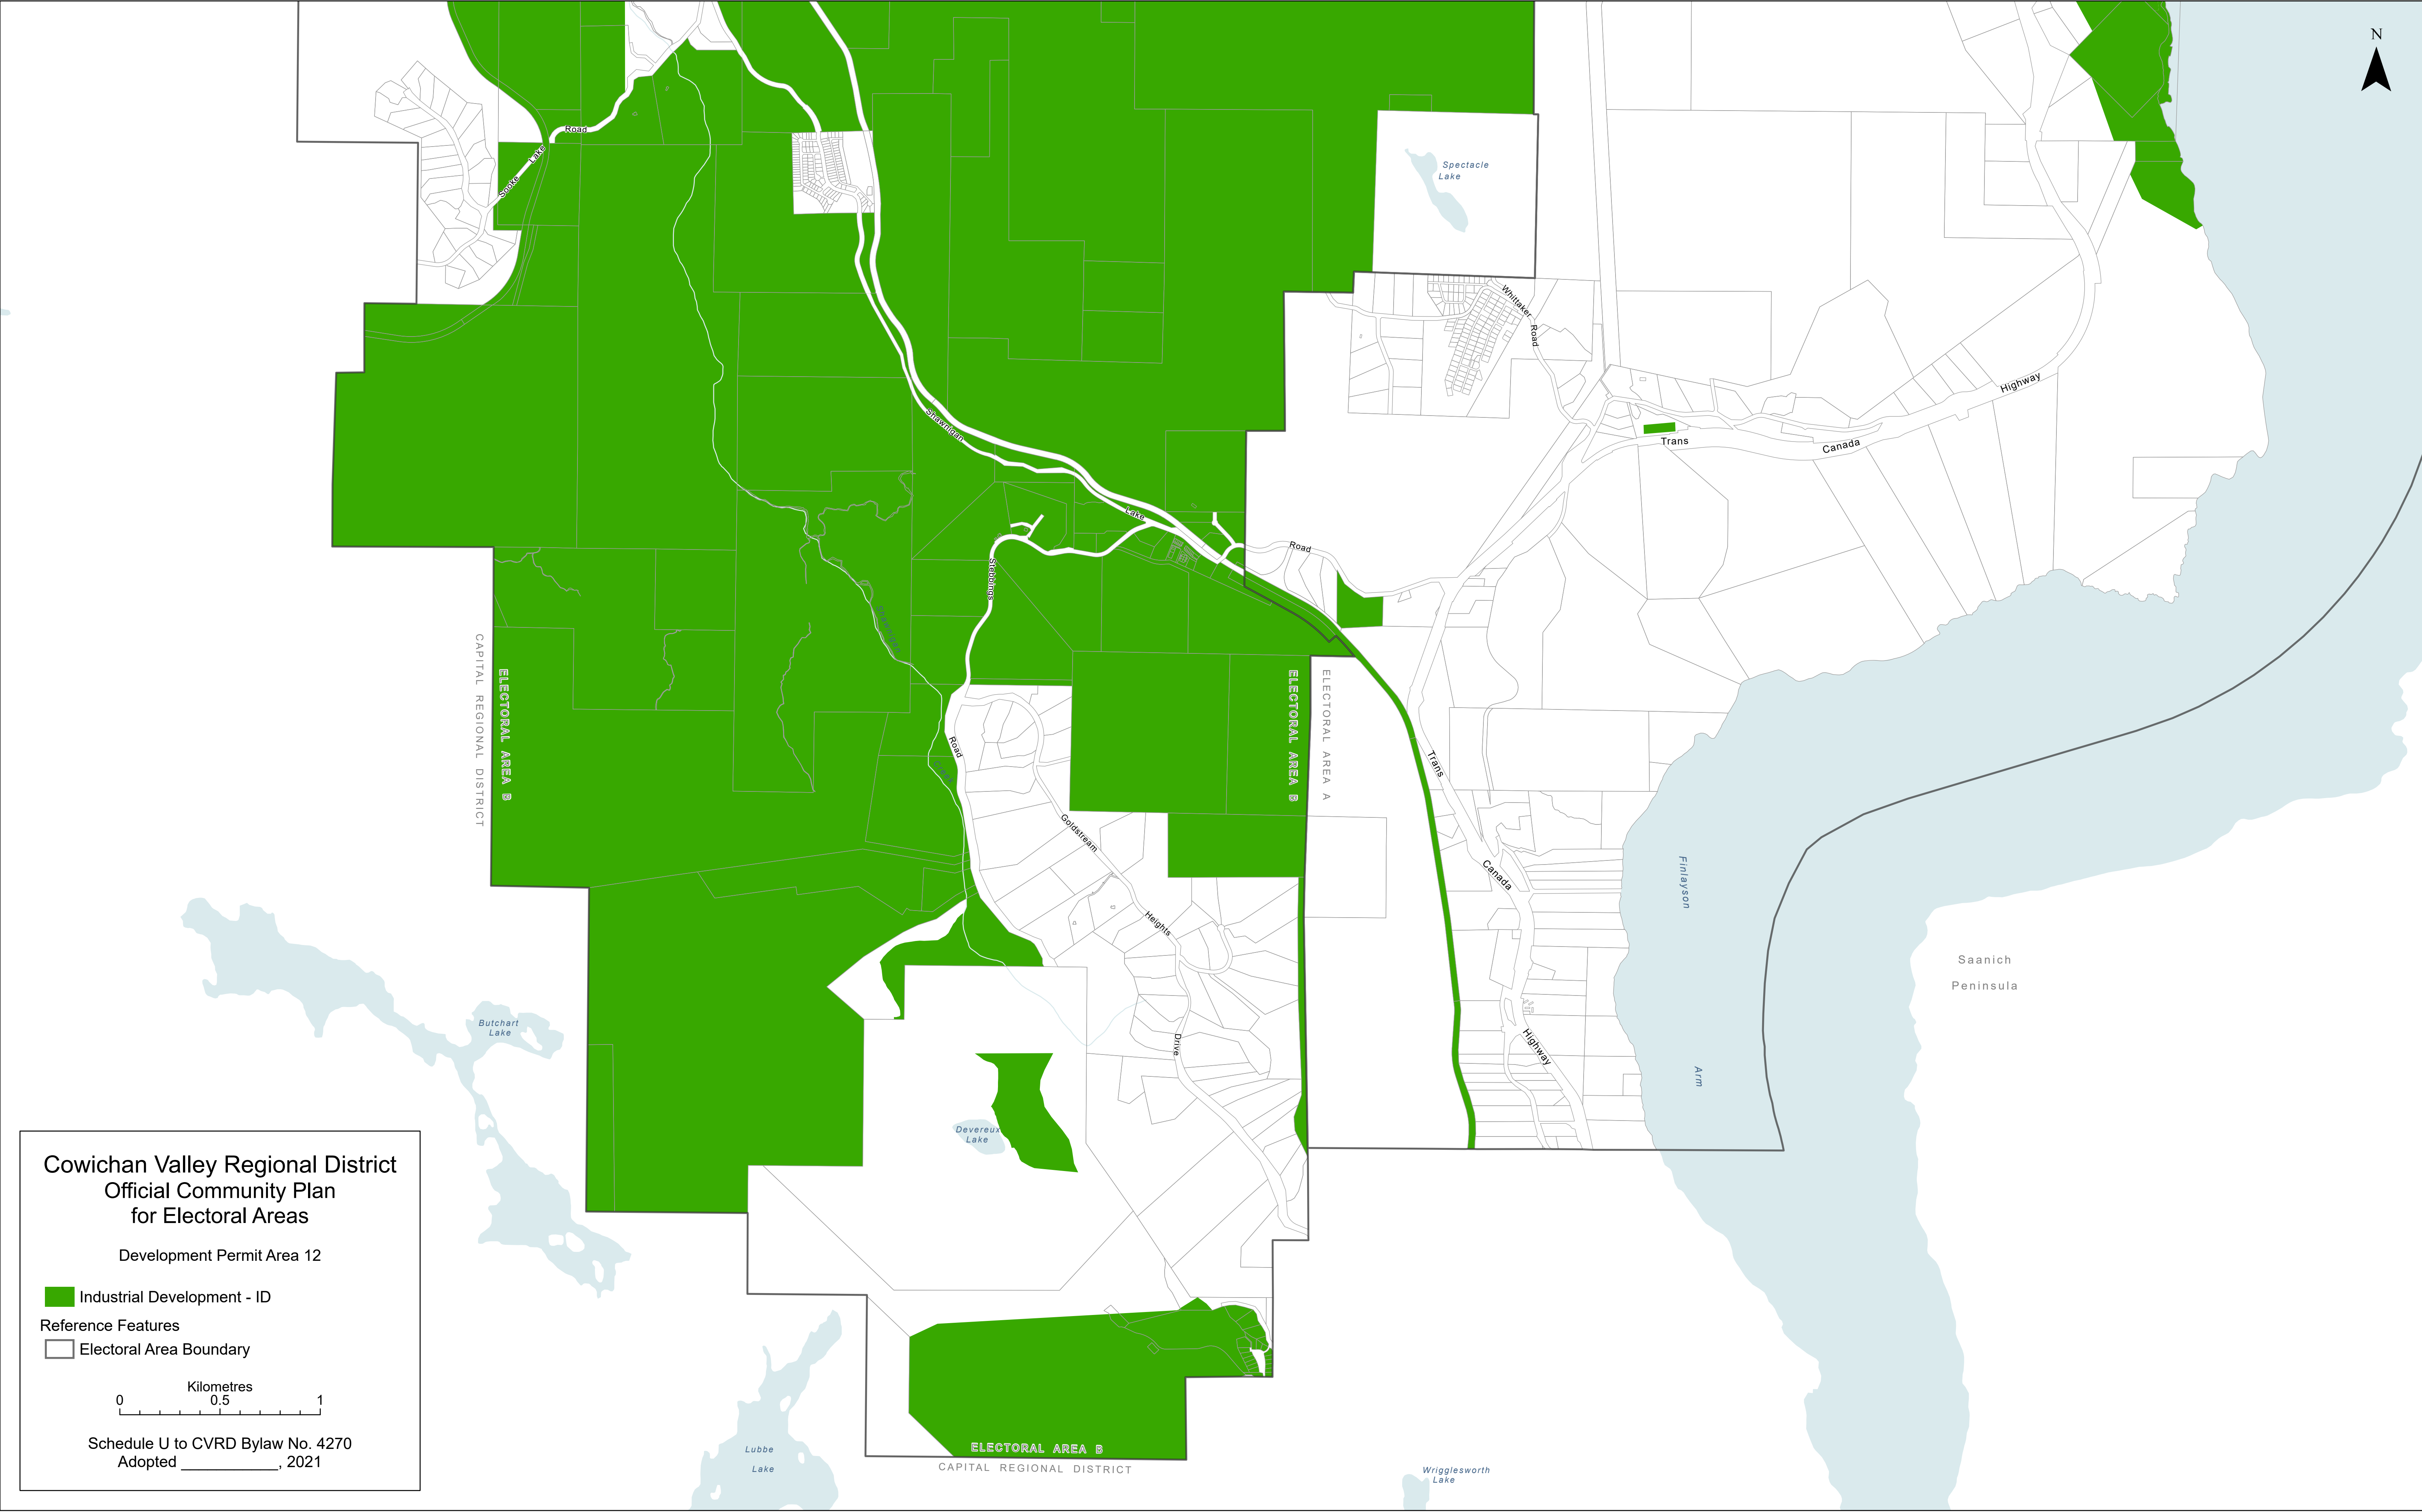 N
Road
Lake
Sooke
Spectacle
Lake
Whittaker
Road
Highway
Canada
Trans
Shawnigan
Lake
Road
Stebbings
Shawnigan
Creek
Road
CAPITAL REGIONAL DISTRICT
ELECTORAL AREA B
ELECTORAL AREA B
ELECTORAL AREA A
Trans
Canada
Highway
Goldstream
Heights
Drive
Finlayson
Arm
Saanich
Peninsula
Butchart
Lake
Devereux
Lake
Cowichan Valley Regional District
Official Community Plan
for Electoral Areas
Development Permit Area 12
Industrial Development - ID
Reference Features
Electoral Area Boundary
Kilometres
0 0.5 1
Schedule U to CVRD Bylaw No. 4270
Adopted ____________, 2021
Lubbe
Lake
ELECTORAL AREA B
CAPITAL REGIONAL DISTRICT
Wrigglesworth
Lake